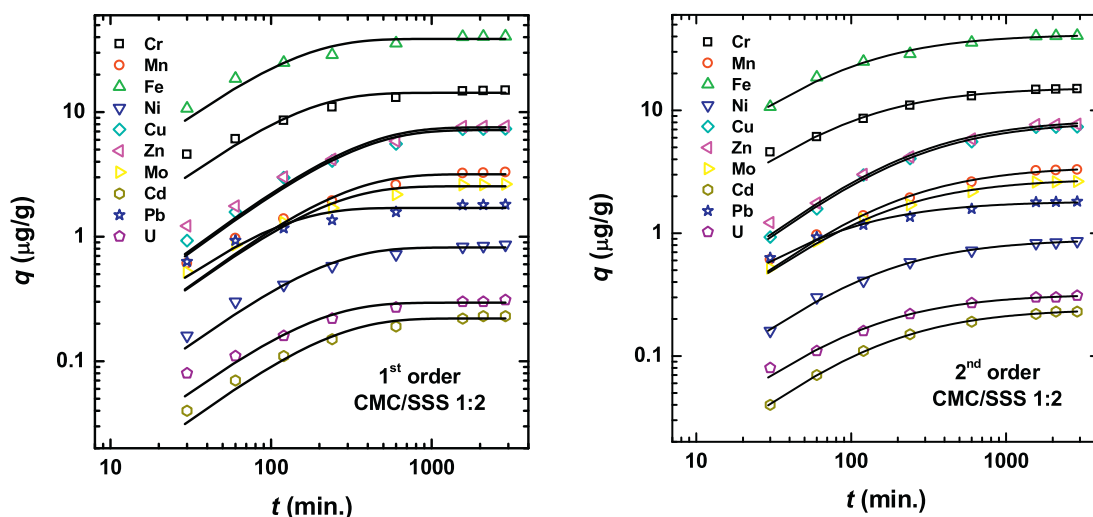 10
1
0.1
q (μg/g)
Cr
Mn
Fe
Ni
Cu
Zn
Mo
Cd
Pb
U
1st order
CMC/SSS 1:2
10
100
1000
t (min.)
10
1
0.1
q (μg/g)
Cr
Mn
Fe
Ni
Cu
Zn
Mo
Cd
Pb
U
2nd order
CMC/SSS 1:2
10
100
1000
t (min.)